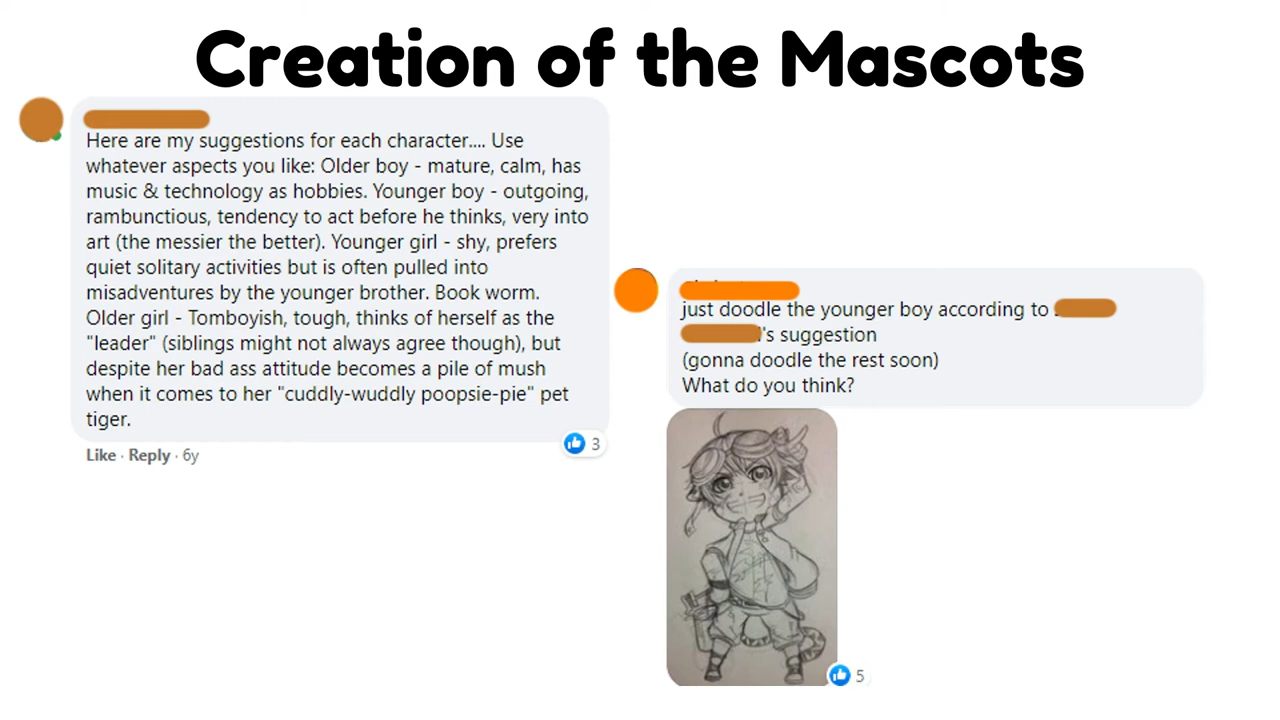 Creation of the Mascots
Here are my suggestions for each character.... Use
whatever aspects you like: Older boy - mature, calm, has
music & technology as hobbies. Younger boy - outgoing,
rambunctious, tendency to act before he thinks, very into
art (the messier the better). Younger girl - shy, prefers
quiet solitary activities but is often pulled into
misadventures by the younger brother. Book worm.
Older girl - Tomboyish, tough, thinks of herself as the
"leader" (siblings might not always agree though), but
despite her bad ass attitude becomes a pile of mush
when it comes to her "cuddly-wuddly poopsie-pie" pet
tiger.
3
Like · Reply · 6y
just doodle the younger boy according to
's suggestion
(gonna doodle the rest soon)
What do you think?
5